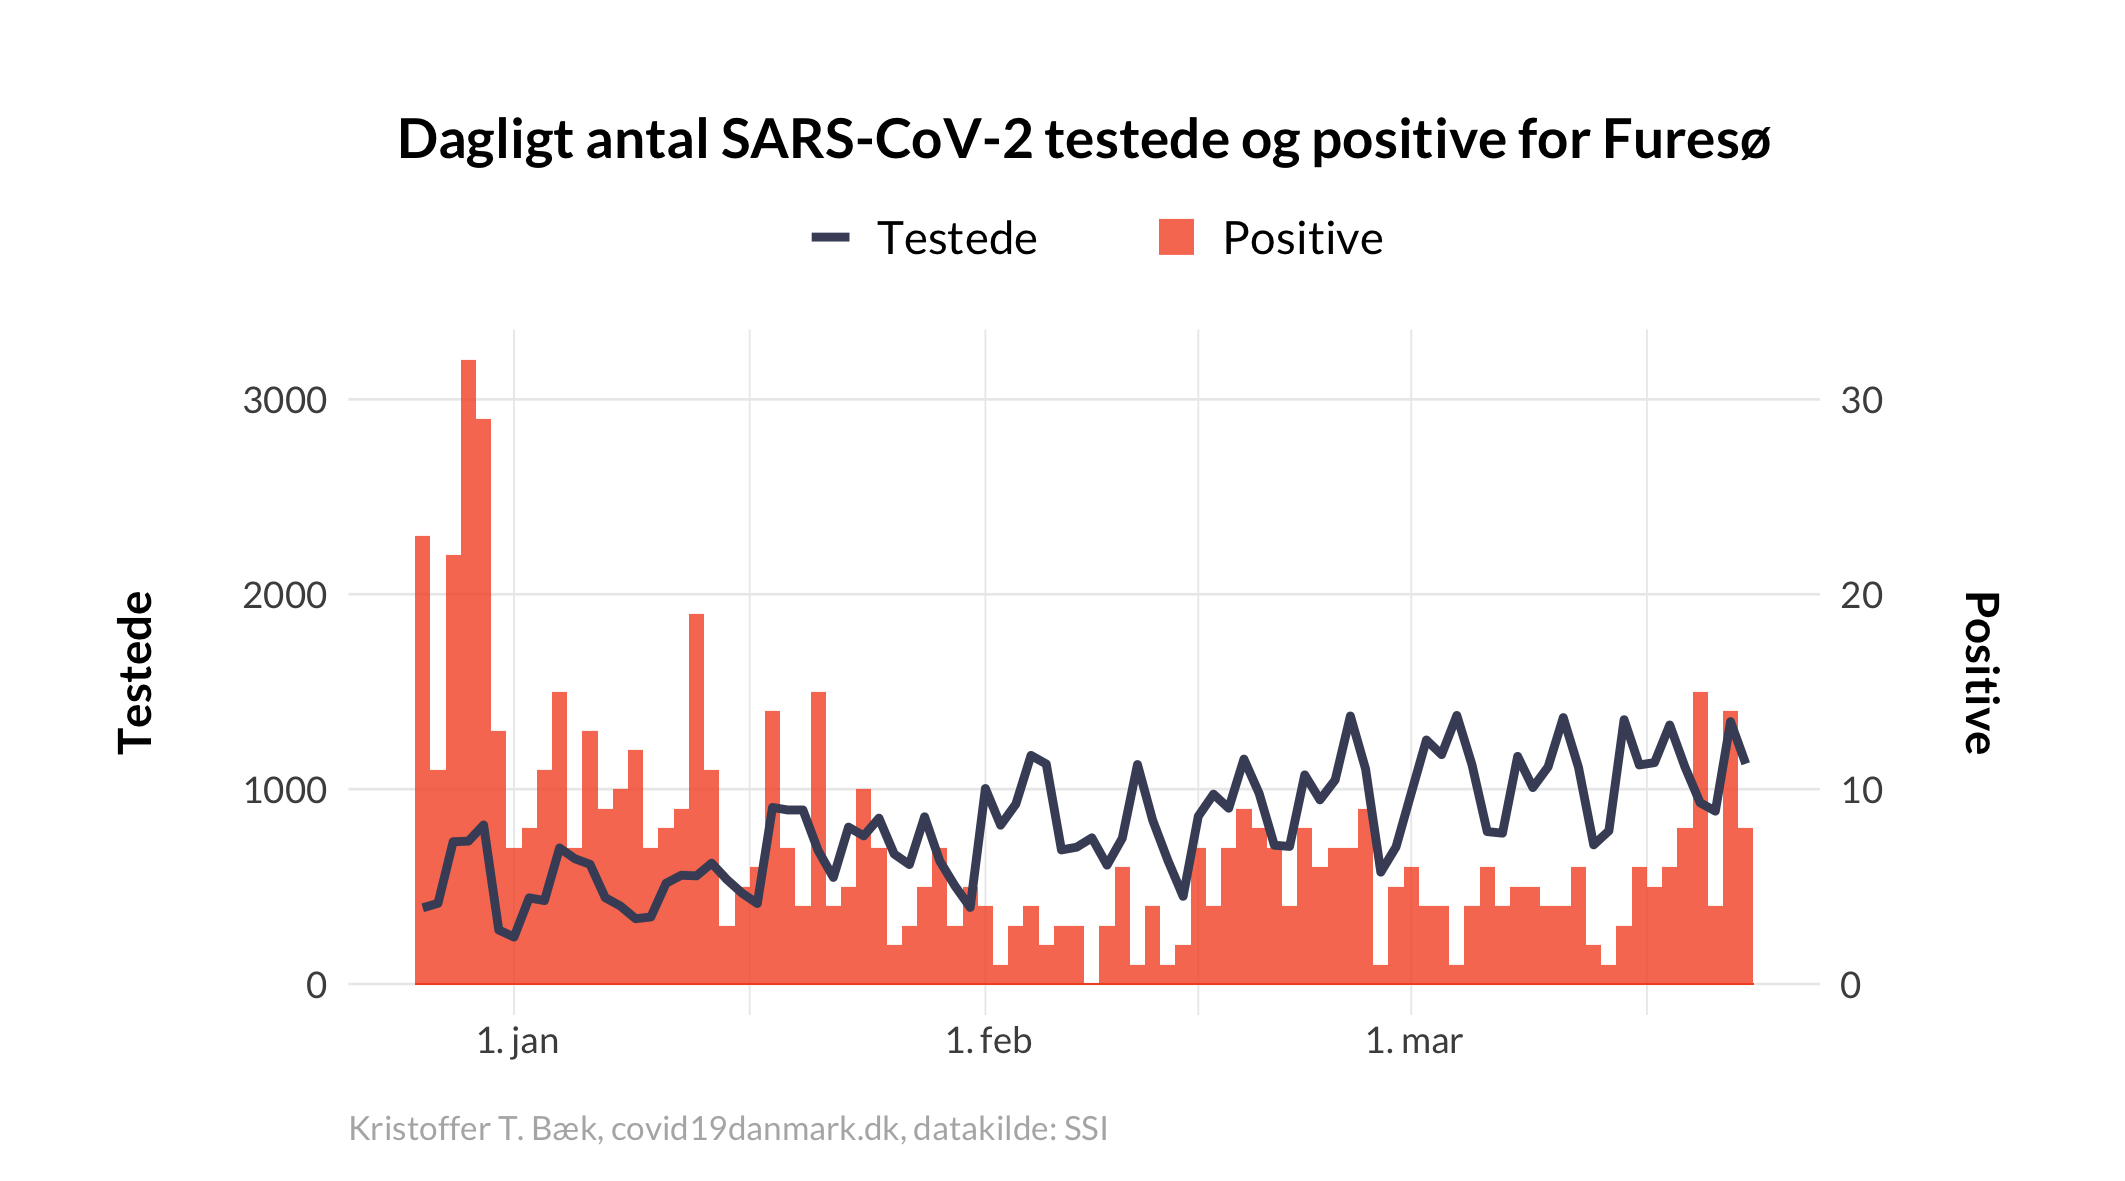 Dagligt antal SARS-CoV-2 testede og positive for Furesø
Testede
Positive
3000
2000
1000
0
30
20
10
0
Testede
Positive
1. jan
1. feb
1. mar
Kristoffer T. Bæk, covid19danmark.dk, datakilde: SSI